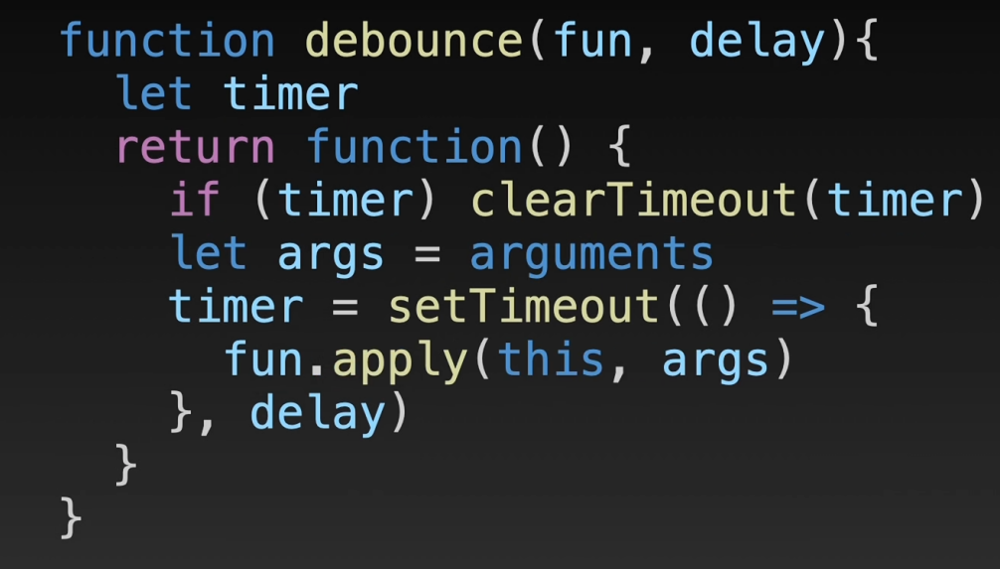 function debounce(fun, delay){
  let timer
  return function() {
    if (timer) clearTimeout(timer)
    let args = arguments
    timer = setTimeout(() => {
      fun.apply(this, args)
    }, delay)
  }
}